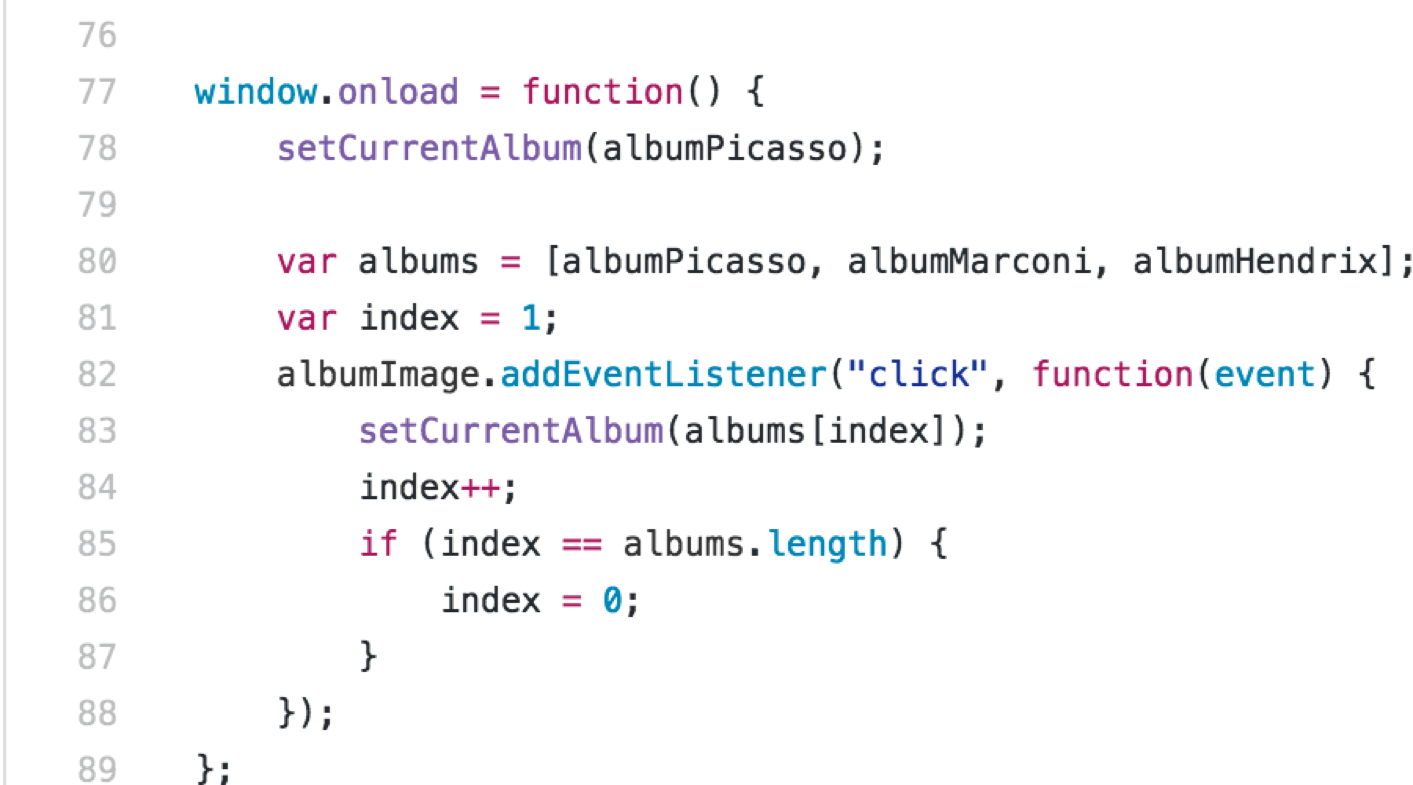 76
77 window.onload = function() {
78 setCurrentAlbum(albumPicasso);
79
80 var albums = [albumPicasso, albumMarconi, albumHendrix];
81 var index = 1;
82 albumImage.addEventListener("click", function(event) {
83 setCurrentAlbum(albums[index]);
84 index++;
85 if (index == albums.length) {
86 index = 0;
87 }
88 });
89 };